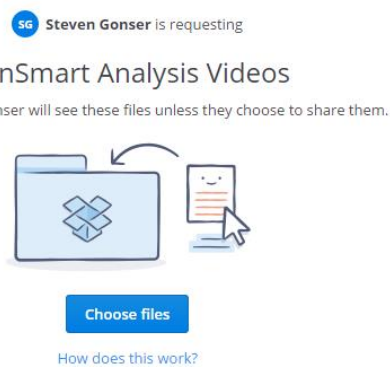 SG Steven Gonser is requesting
nSmart Analysis Videos
nser will see these files unless they choose to share them.
Choose files
How does this work?